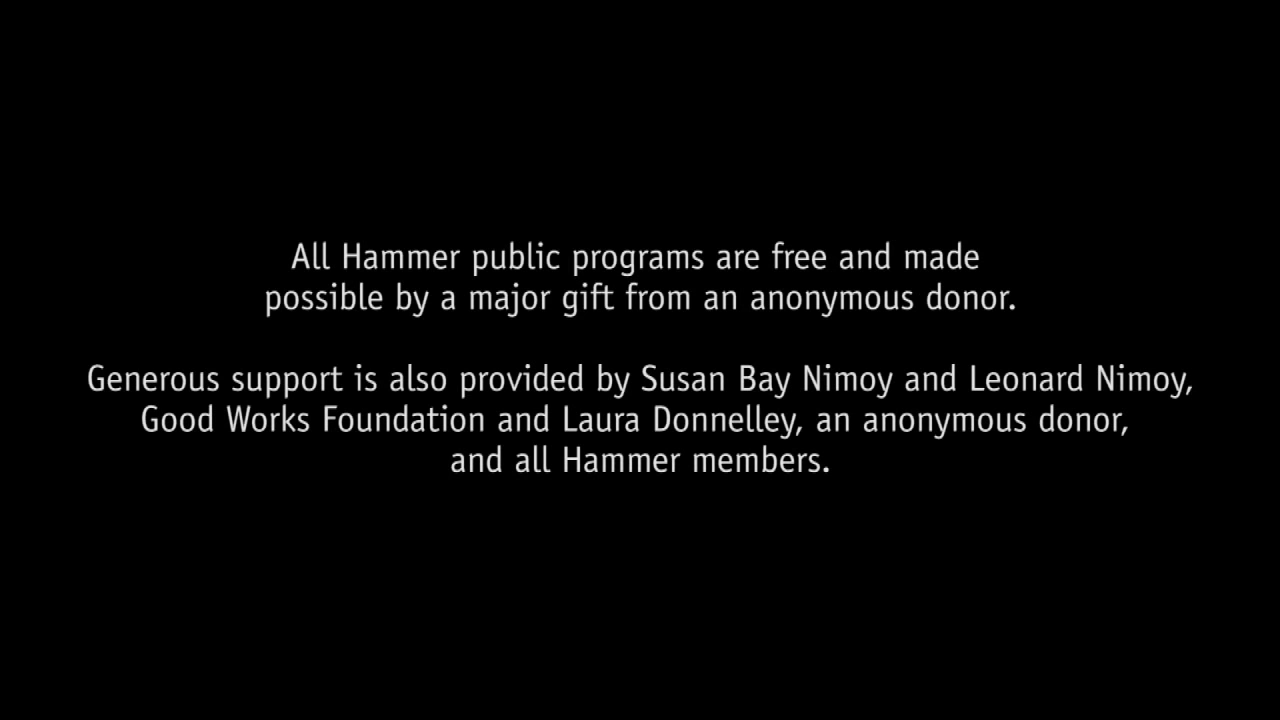 All Hammer public programs are free and made
possible by a major gift from an anonymous donor.
Generous support is also provided by Susan Bay Nimoy and Leonard Nimoy,
Good Works Foundation and Laura Donnelley, an anonymous donor,
and all Hammer members.